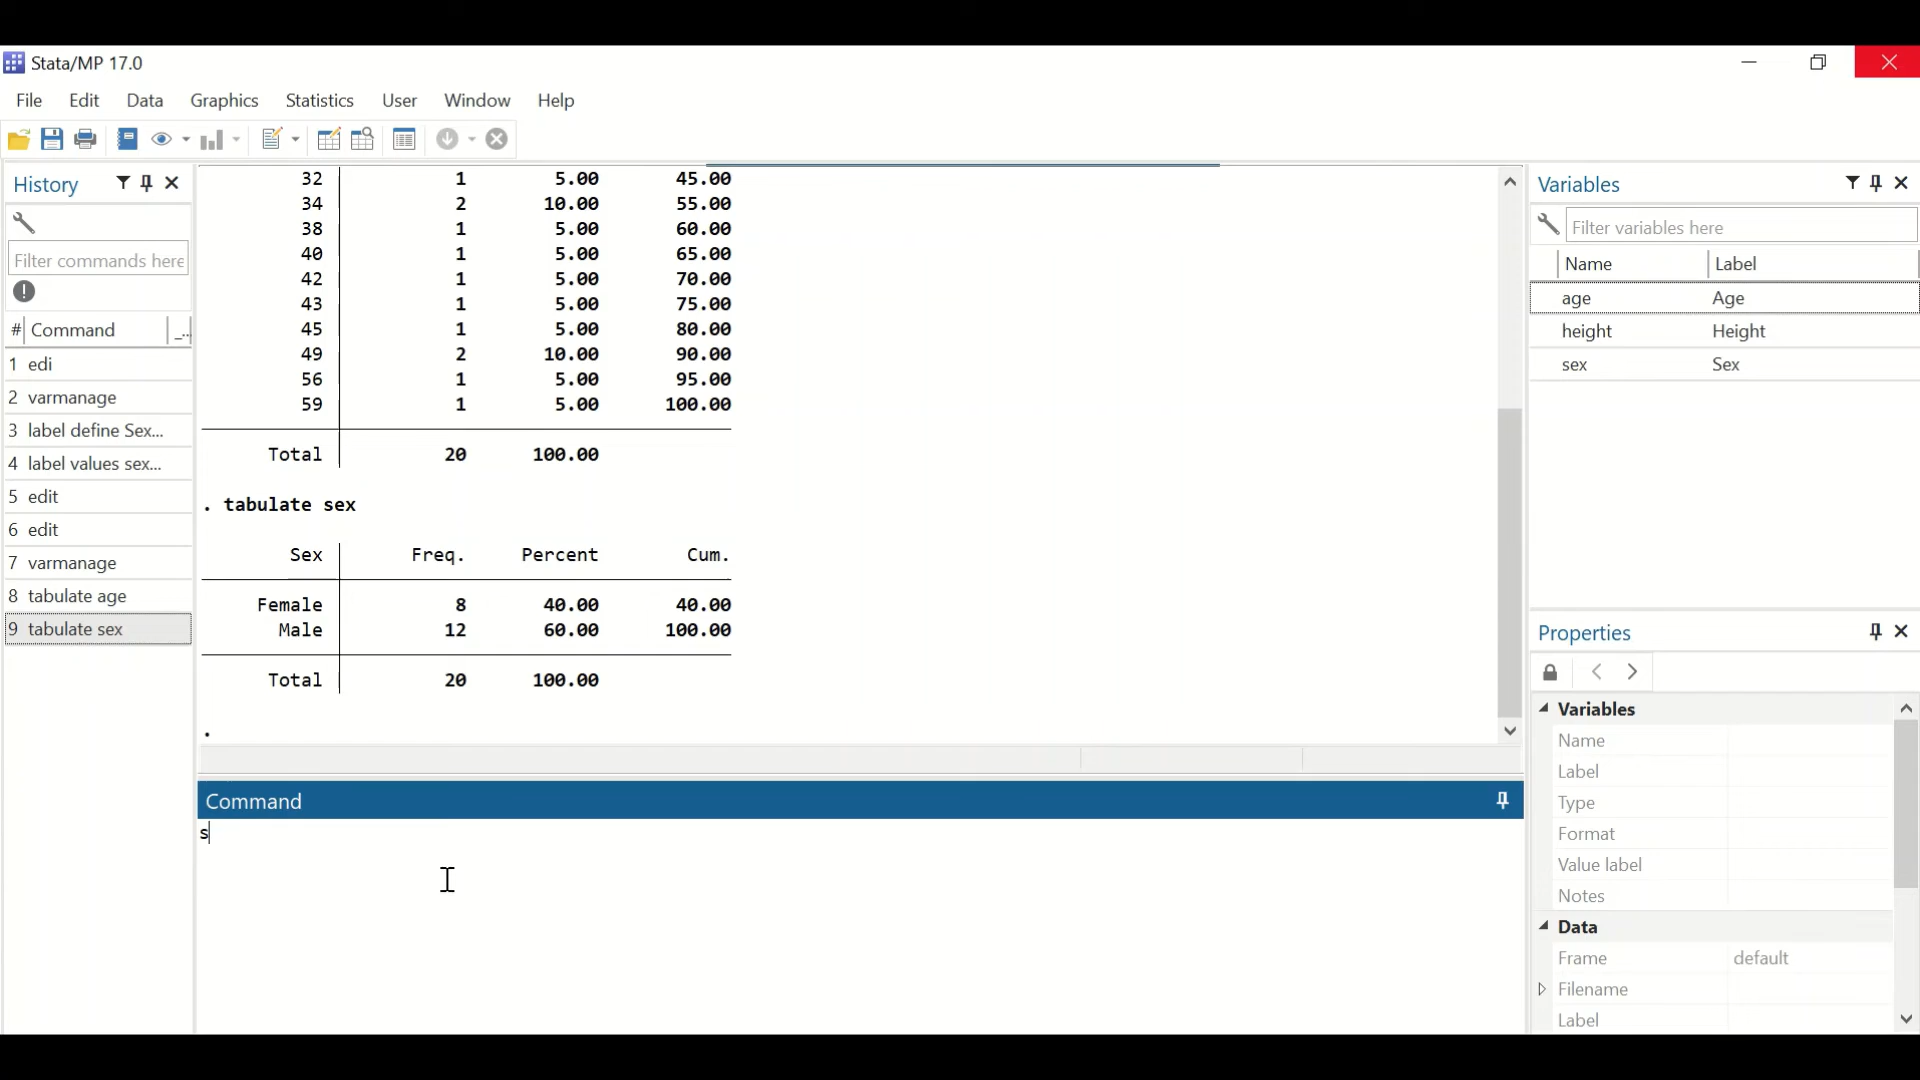 Stata/MP 17.0
File Edit Data Graphics Statistics User Window Help
History
Filter commands here
# Command _..
1 edi
2 varmanage
3 label define Sex...
4 label values sex...
5 edit
6 edit
7 varmanage
8 tabulate age
9 tabulate sex
32 1 5.00 45.00
34 2 10.00 55.00
38 1 5.00 60.00
40 1 5.00 65.00
42 1 5.00 70.00
43 1 5.00 75.00
45 1 5.00 80.00
49 2 10.00 90.00
56 1 5.00 95.00
59 1 5.00 100.00
Total 20 100.00
. tabulate sex
Sex Freq. Percent Cum.
Female 8 40.00 40.00
Male 12 60.00 100.00
Total 20 100.00
.
Command
s
Variables
Filter variables here
Name Label
age Age
height Height
sex Sex
Properties
Variables
Name
Label
Type
Format
Value label
Notes
Data
Frame default
Filename
Label